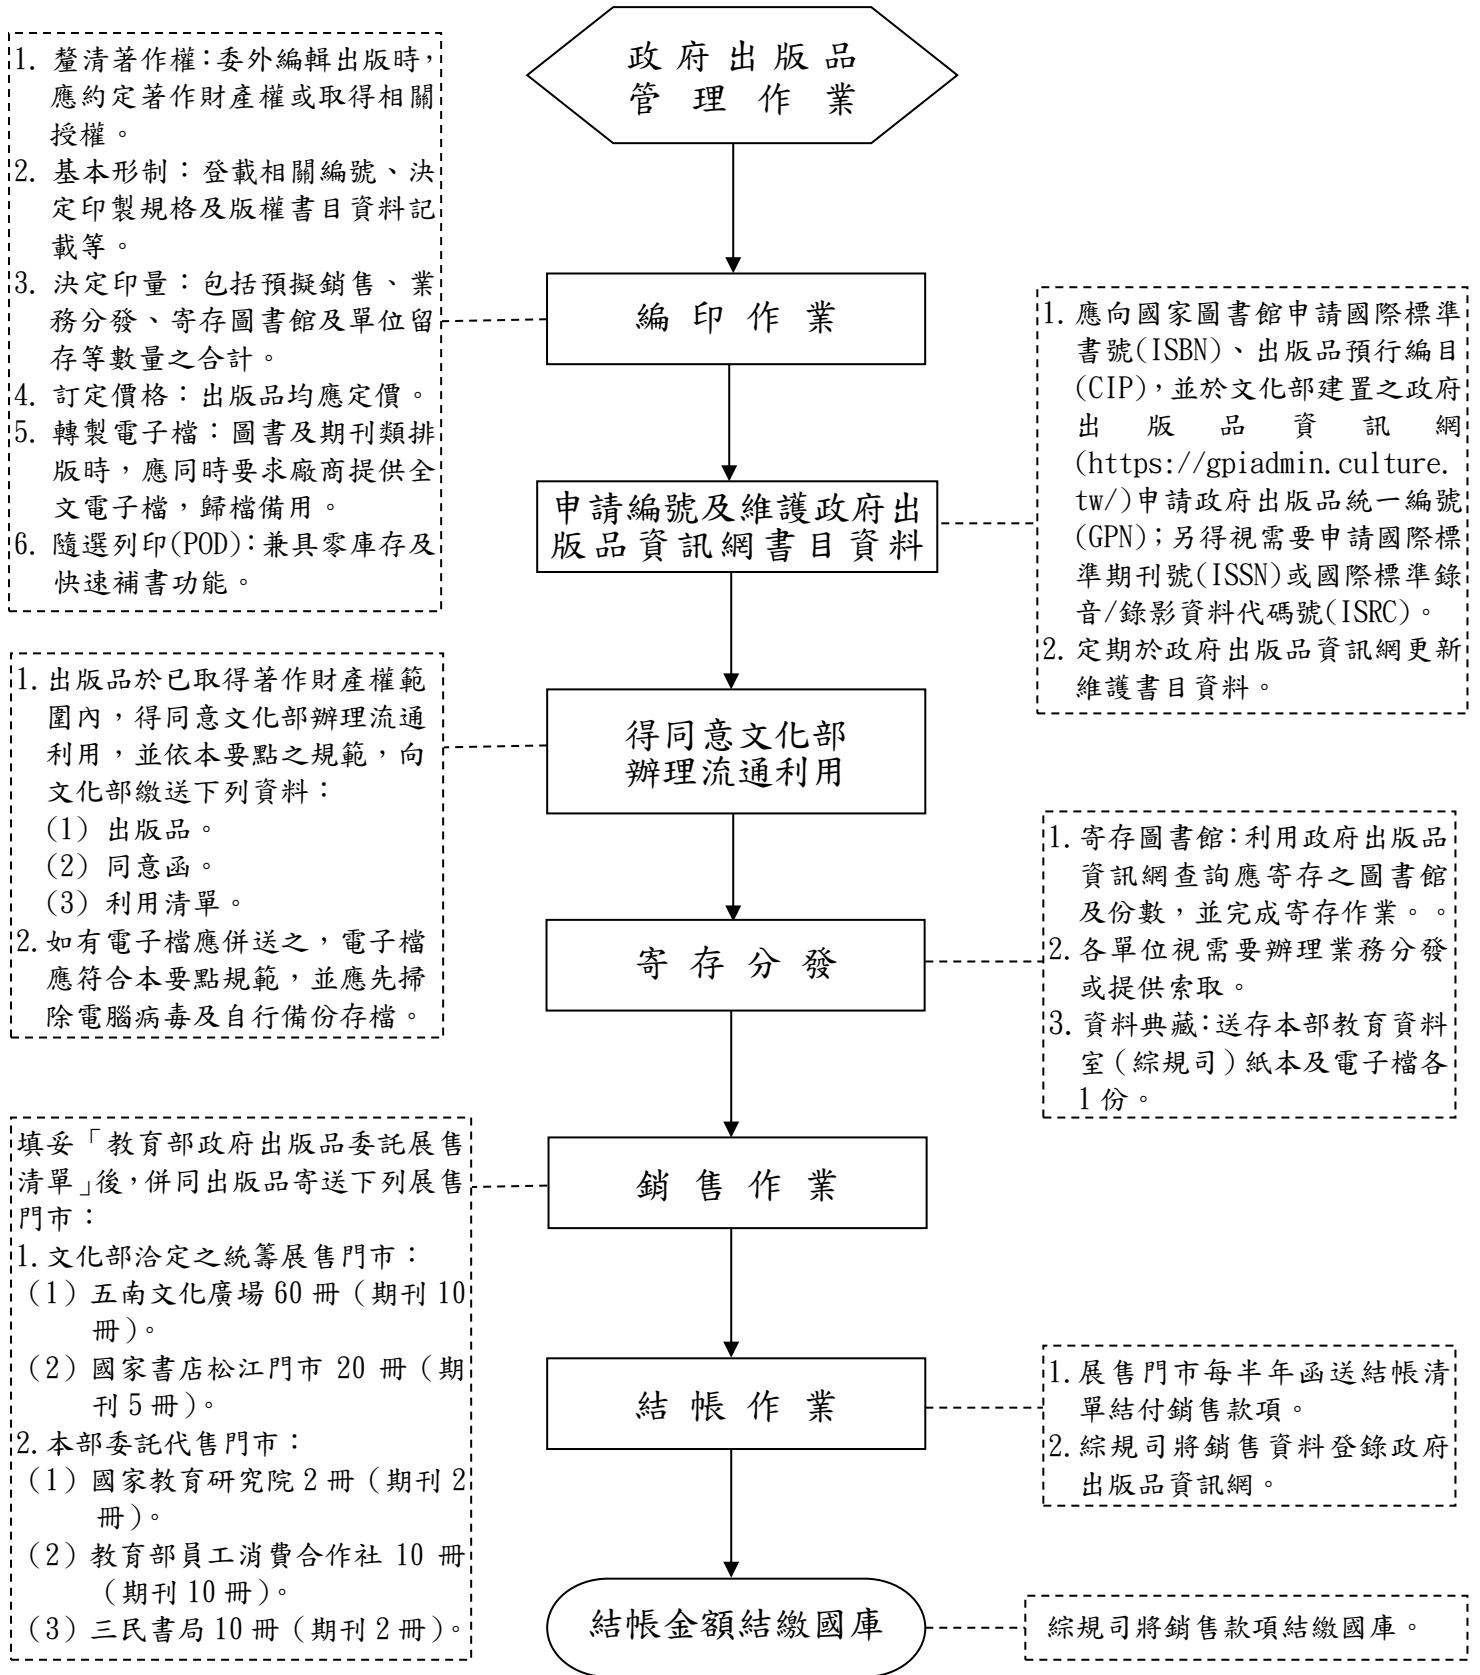 政府出版品
管理作業
1. 釐清著作權：委外編輯出版時，
應約定著作財產權或取得相關
授權。
2. 基本形制：登載相關編號、決
定印製規格及版權書目資料記
載等。
3. 決定印量：包括預擬銷售、業
務分發、寄存圖書館及單位留
存等數量之合計。
4. 訂定價格：出版品均應定價。
5. 轉製電子檔：圖書及期刊類排
版時，應同時要求廠商提供全
文電子檔，歸檔備用。
6. 隨選列印(POD)：兼具零庫存及
快速補書功能。
編印作業
1. 應向國家圖書館申請國際標準
書號(ISBN)、出版品預行編目
(CIP)，並於文化部建置之政府
出版品資訊網
(https://gpiadmin.culture.
tw/)申請政府出版品統一編號
(GPN)；另得視需要申請國際標
準期刊號(ISSN)或國際標準錄
音/錄影資料代碼號(ISRC)。
2. 定期於政府出版品資訊網更新
維護書目資料。
申請編號及維護政府出
版品資訊網書目資料
1. 出版品於已取得著作財產權範
圍內，得同意文化部辦理流通
利用，並依本要點之規範，向
文化部繳送下列資料：
(1) 出版品。
(2) 同意函。
(3) 利用清單。
2. 如有電子檔應併送之，電子檔
應符合本要點規範，並應先掃
除電腦病毒及自行備份存檔。
得同意文化部
辦理流通利用
1. 寄存圖書館：利用政府出版品
資訊網查詢應寄存之圖書館
及份數，並完成寄存作業。。
2. 各單位視需要辦理業務分發
或提供索取。
3. 資料典藏：送存本部教育資料
室（綜規司）紙本及電子檔各
1 份。
寄存分發
填妥「教育部政府出版品委託展售
清單」後，併同出版品寄送下列展售
門市：
1. 文化部洽定之統籌展售門市：
（1）五南文化廣場 60 冊（期刊 10
冊）。
（2）國家書店松江門市 20 冊（期
刊 5 冊）。
2. 本部委託代售門市：
（1）國家教育研究院 2 冊（期刊 2
冊）。
（2）教育部員工消費合作社 10 冊
（期刊 10 冊）。
（3）三民書局 10 冊（期刊 2 冊）。
銷售作業
結帳作業
1. 展售門市每半年函送結帳清
單結付銷售款項。
2. 綜規司將銷售資料登錄政府
出版品資訊網。
結帳金額結繳國庫
綜規司將銷售款項結繳國庫。